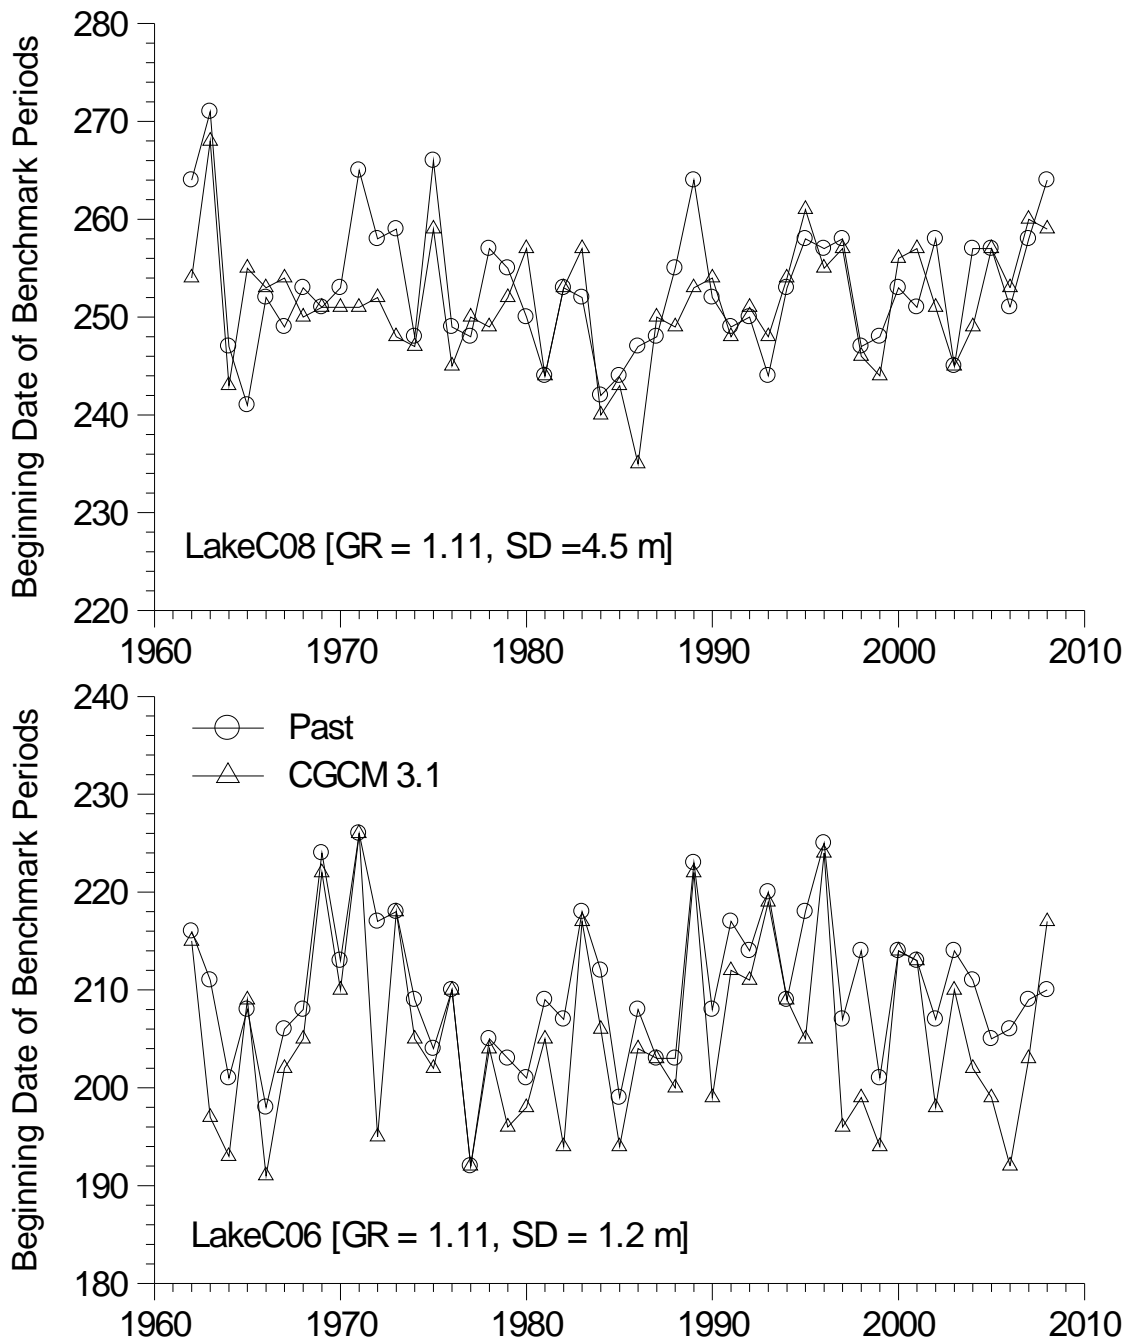 Beginning Date of Benchmark Periods
280
270
260
250
240
230
220
LakeC08 [GR = 1.11, SD =4.5 m]
1960 1970 1980 1990 2000 2010
Beginning Date of Benchmark Periods
240
230
220
210
200
190
180
Past
CGCM 3.1
LakeC06 [GR = 1.11, SD = 1.2 m]
1960 1970 1980 1990 2000 2010